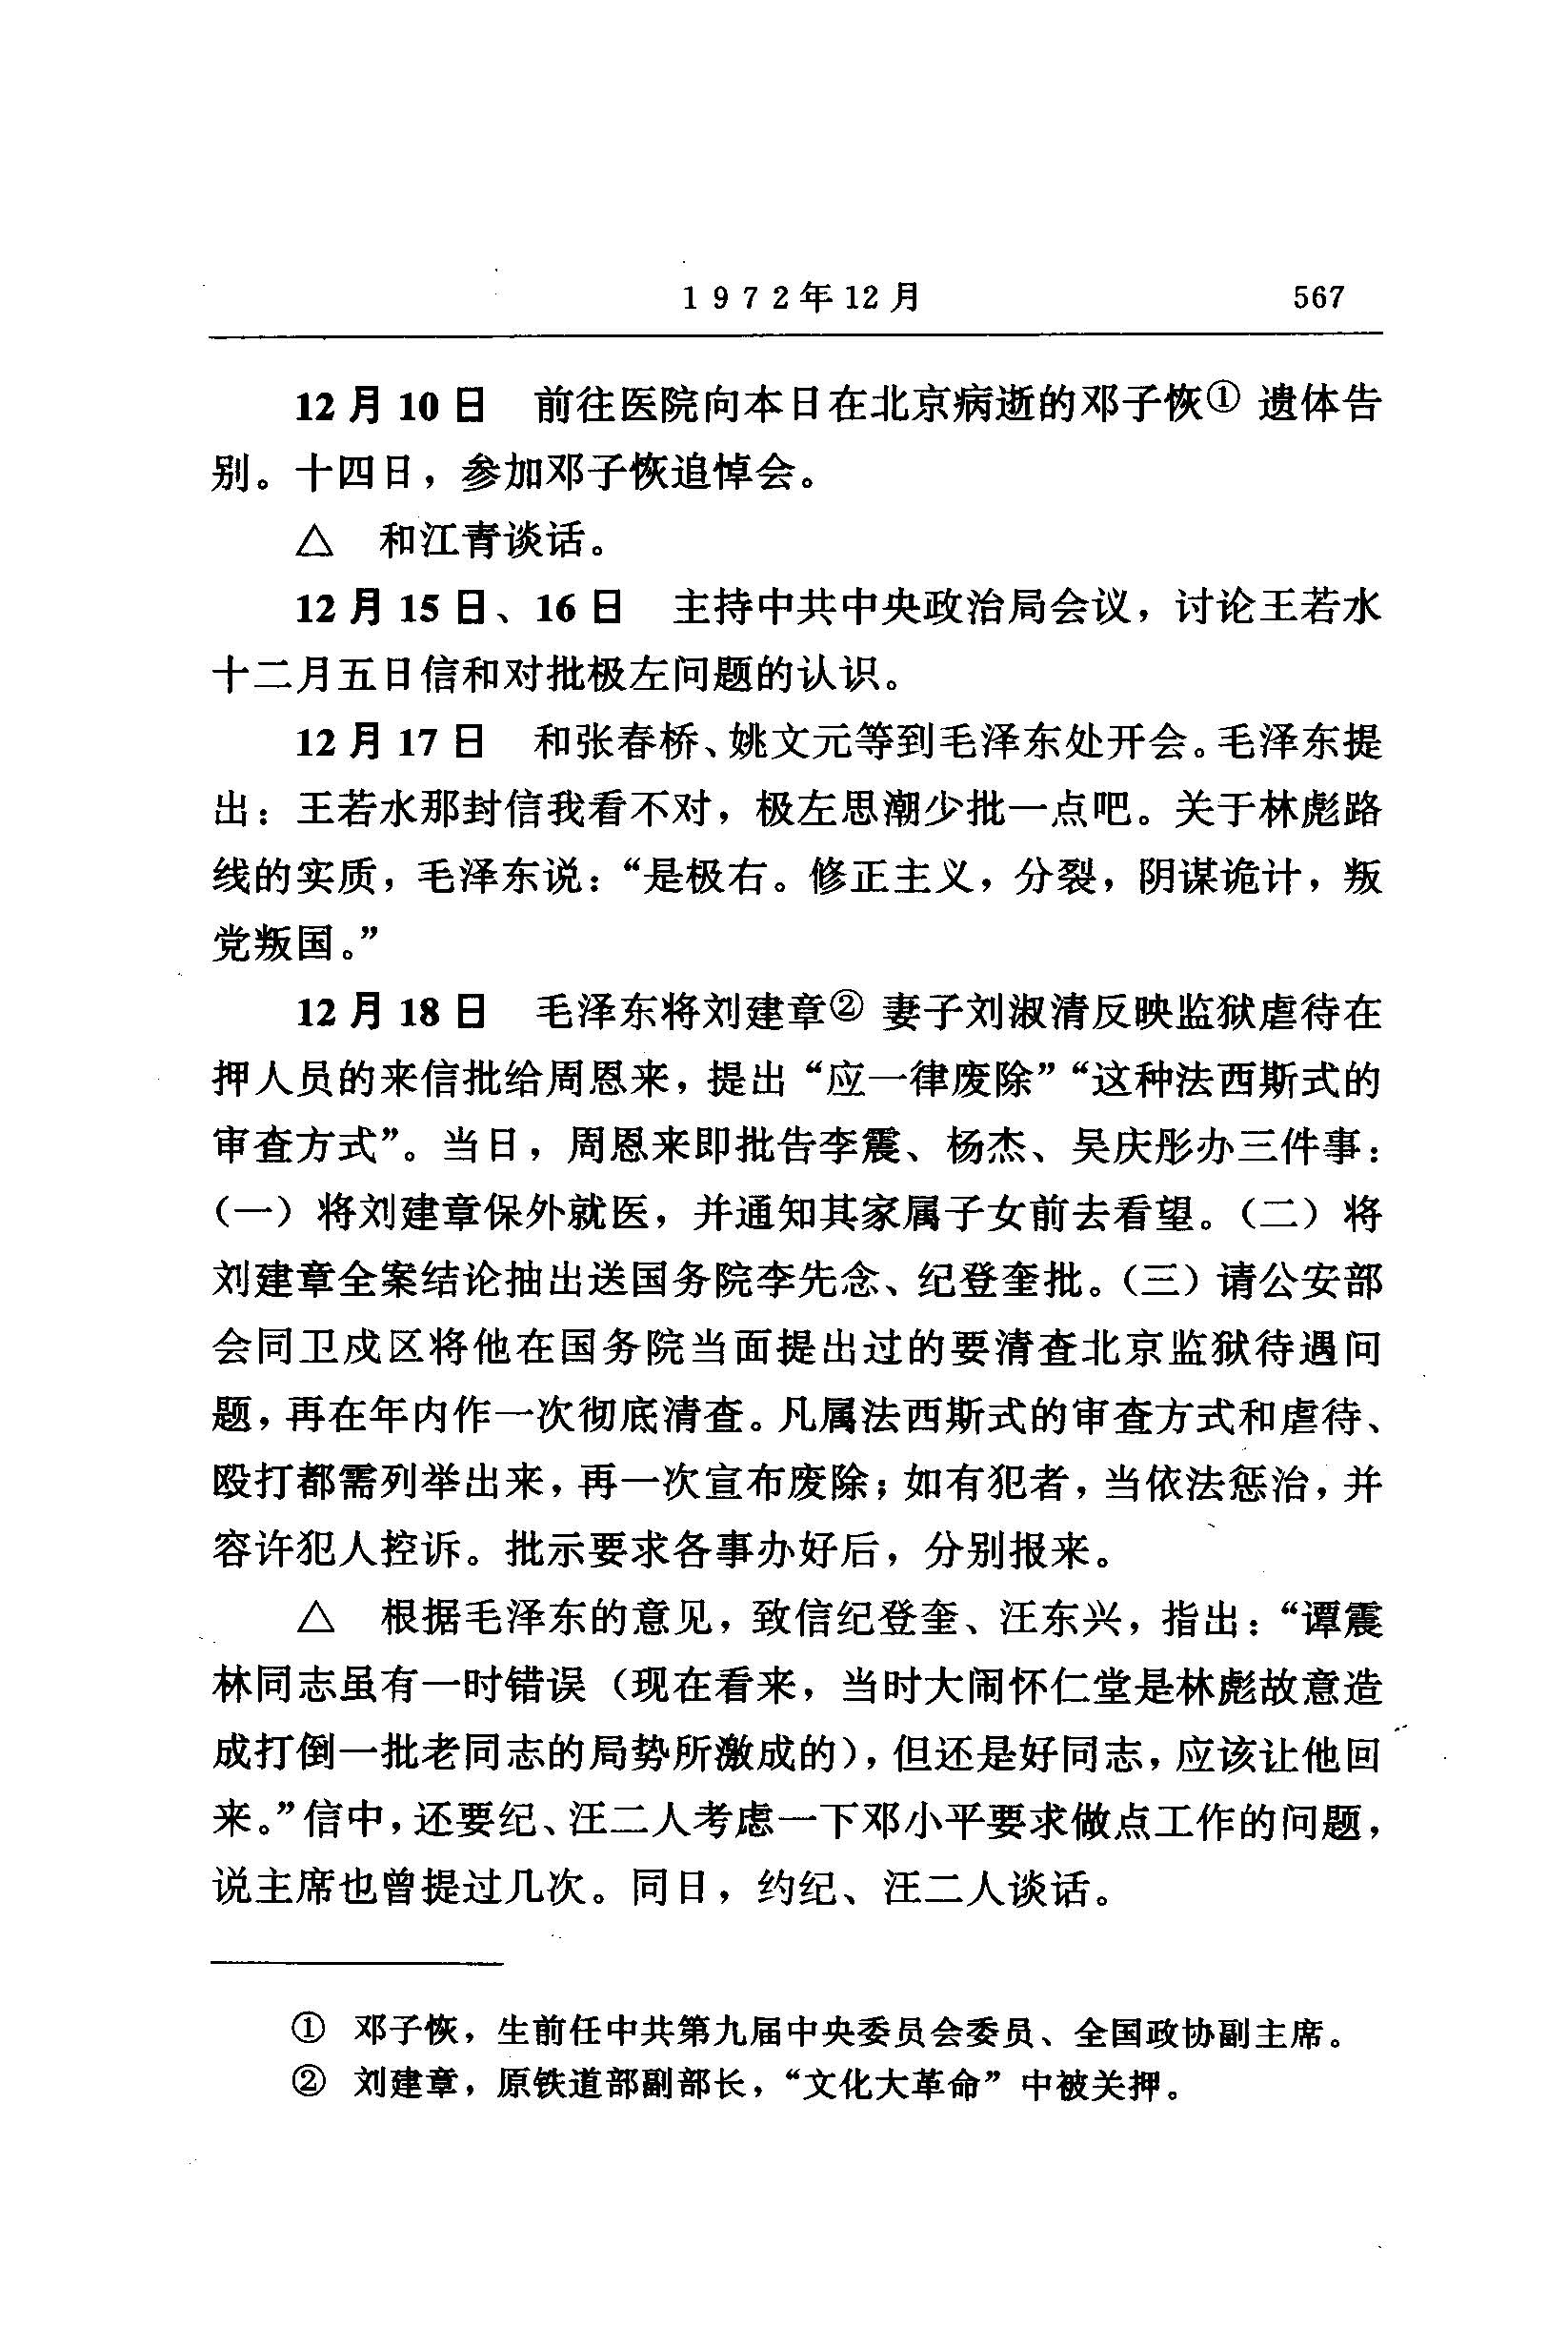 1972年12月 567
12月10日 前往医院向本日在北京病逝的邓子恢① 遗体告
别。十四日，参加邓子恢追悼会。
△ 和江青谈话。
12月15日、16日 主持中共中央政治局会议，讨论王若水
十二月五日信和对批极左问题的认识。
12月17日 和张春桥、姚文元等到毛泽东处开会。毛泽东提
出：王若水那封信我看不对，极左思潮少批一点吧。关于林彪路
线的实质，毛泽东说：“是极右。修正主义，分裂，阴谋诡计，叛
党叛国。”
12月18日 毛泽东将刘建章② 妻子刘淑清反映监狱虐待在
押人员的来信批给周恩来，提出“应一律废除”“这种法西斯式的
审查方式”。当日，周恩来即批告李震、杨杰、吴庆彤办三件事：
（一）将刘建章保外就医，并通知其家属子女前去看望。（二）将
刘建章全案结论抽出送国务院李先念、纪登奎批。（三）请公安部
会同卫戍区将他在国务院当面提出过的要清查北京监狱待遇问
题，再在年内作一次彻底清查。凡属法西斯式的审查方式和虐待、
殴打都需列举出来，再一次宣布废除；如有犯者，当依法惩治，并
容许犯人控诉。批示要求各事办好后，分别报来。
△ 根据毛泽东的意见，致信纪登奎、汪东兴，指出：“谭震
林同志虽有一时错误（现在看来，当时大闹怀仁堂是林彪故意造
成打倒一批老同志的局势所激成的），但还是好同志，应该让他回
来。”信中，还要纪、汪二人考虑一下邓小平要求做点工作的问题，
说主席也曾提过几次。同日，约纪、汪二人谈话。
① 邓子恢，生前任中共第九届中央委员会委员、全国政协副主席。
② 刘建章，原铁道部副部长，“文化大革命”中被关押。